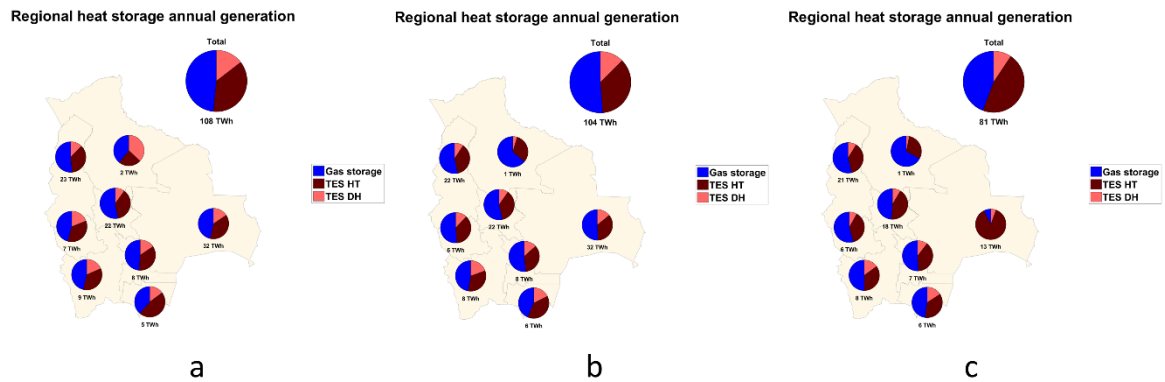 Regional heat storage annual generation
Total
108 TWh
23 TWh
2 TWh
22 TWh
7 TWh
32 TWh
8 TWh
9 TWh
5 TWh
Gas storage
TES HT
TES DH
a
Regional heat storage annual generation
Total
104 TWh
22 TWh
1 TWh
22 TWh
6 TWh
32 TWh
8 TWh
8 TWh
6 TWh
Gas storage
TES HT
TES DH
b
Regional heat storage annual generation
Total
81 TWh
21 TWh
1 TWh
18 TWh
6 TWh
13 TWh
7 TWh
8 TWh
6 TWh
Gas storage
TES HT
TES DH
c